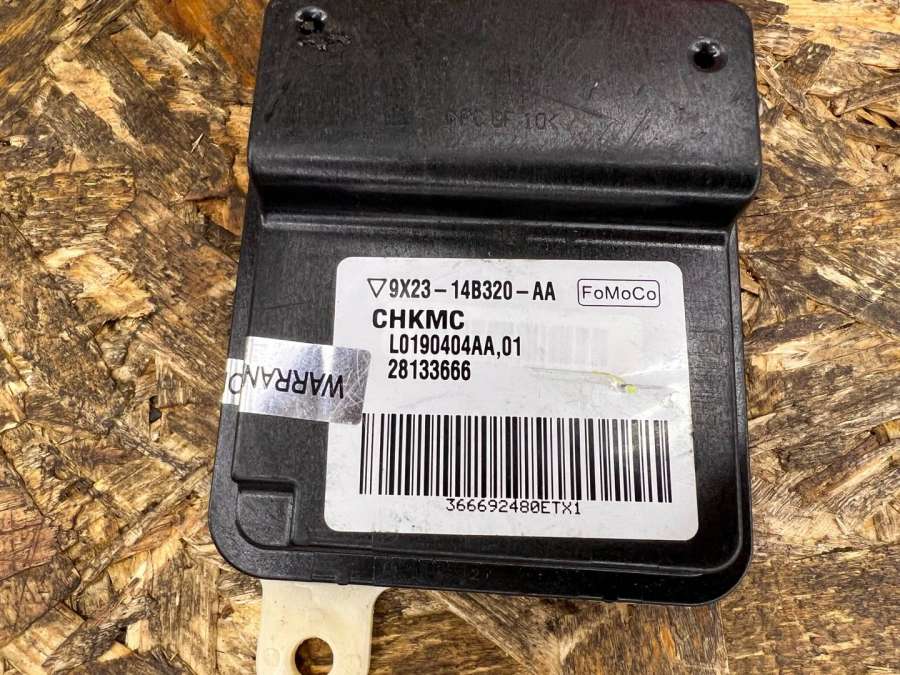 ▽9X23-14B320-AA FoMoCo
CHKMC
L0190404AA,01
28133666
WARRAN
366692480ETX1